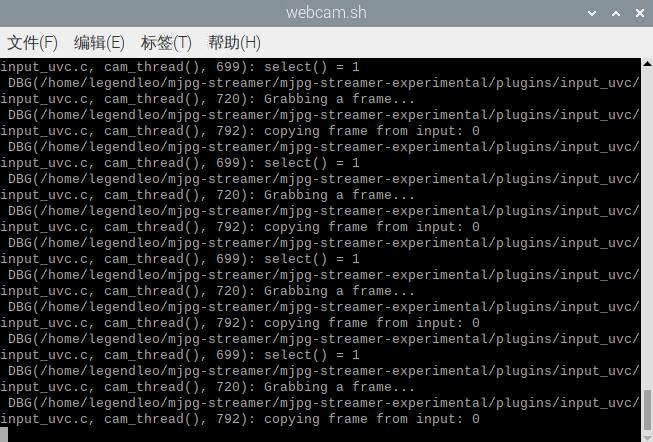 webcam.sh
文件(F) 编辑(E) 标签(T) 帮助(H)
input_uvc.c, cam_thread(), 699): select() = 1
DBG(/home/legendleo/mjpg-streamer/mjpg-streamer-experimental/plugins/input_uvc/
input_uvc.c, cam_thread(), 720): Grabbing a frame...
DBG(/home/legendleo/mjpg-streamer/mjpg-streamer-experimental/plugins/input_uvc/
input_uvc.c, cam_thread(), 792): copying frame from input: 0
DBG(/home/legendleo/mjpg-streamer/mjpg-streamer-experimental/plugins/input_uvc/
input_uvc.c, cam_thread(), 699): select() = 1
DBG(/home/legendleo/mjpg-streamer/mjpg-streamer-experimental/plugins/input_uvc/
input_uvc.c, cam_thread(), 720): Grabbing a frame...
DBG(/home/legendleo/mjpg-streamer/mjpg-streamer-experimental/plugins/input_uvc/
input_uvc.c, cam_thread(), 792): copying frame from input: 0
DBG(/home/legendleo/mjpg-streamer/mjpg-streamer-experimental/plugins/input_uvc/
input_uvc.c, cam_thread(), 699): select() = 1
DBG(/home/legendleo/mjpg-streamer/mjpg-streamer-experimental/plugins/input_uvc/
input_uvc.c, cam_thread(), 720): Grabbing a frame...
DBG(/home/legendleo/mjpg-streamer/mjpg-streamer-experimental/plugins/input_uvc/
input_uvc.c, cam_thread(), 792): copying frame from input: 0
DBG(/home/legendleo/mjpg-streamer/mjpg-streamer-experimental/plugins/input_uvc/
input_uvc.c, cam_thread(), 699): select() = 1
DBG(/home/legendleo/mjpg-streamer/mjpg-streamer-experimental/plugins/input_uvc/
input_uvc.c, cam_thread(), 720): Grabbing a frame...
DBG(/home/legendleo/mjpg-streamer/mjpg-streamer-experimental/plugins/input_uvc/
input_uvc.c, cam_thread(), 792): copying frame from input: 0